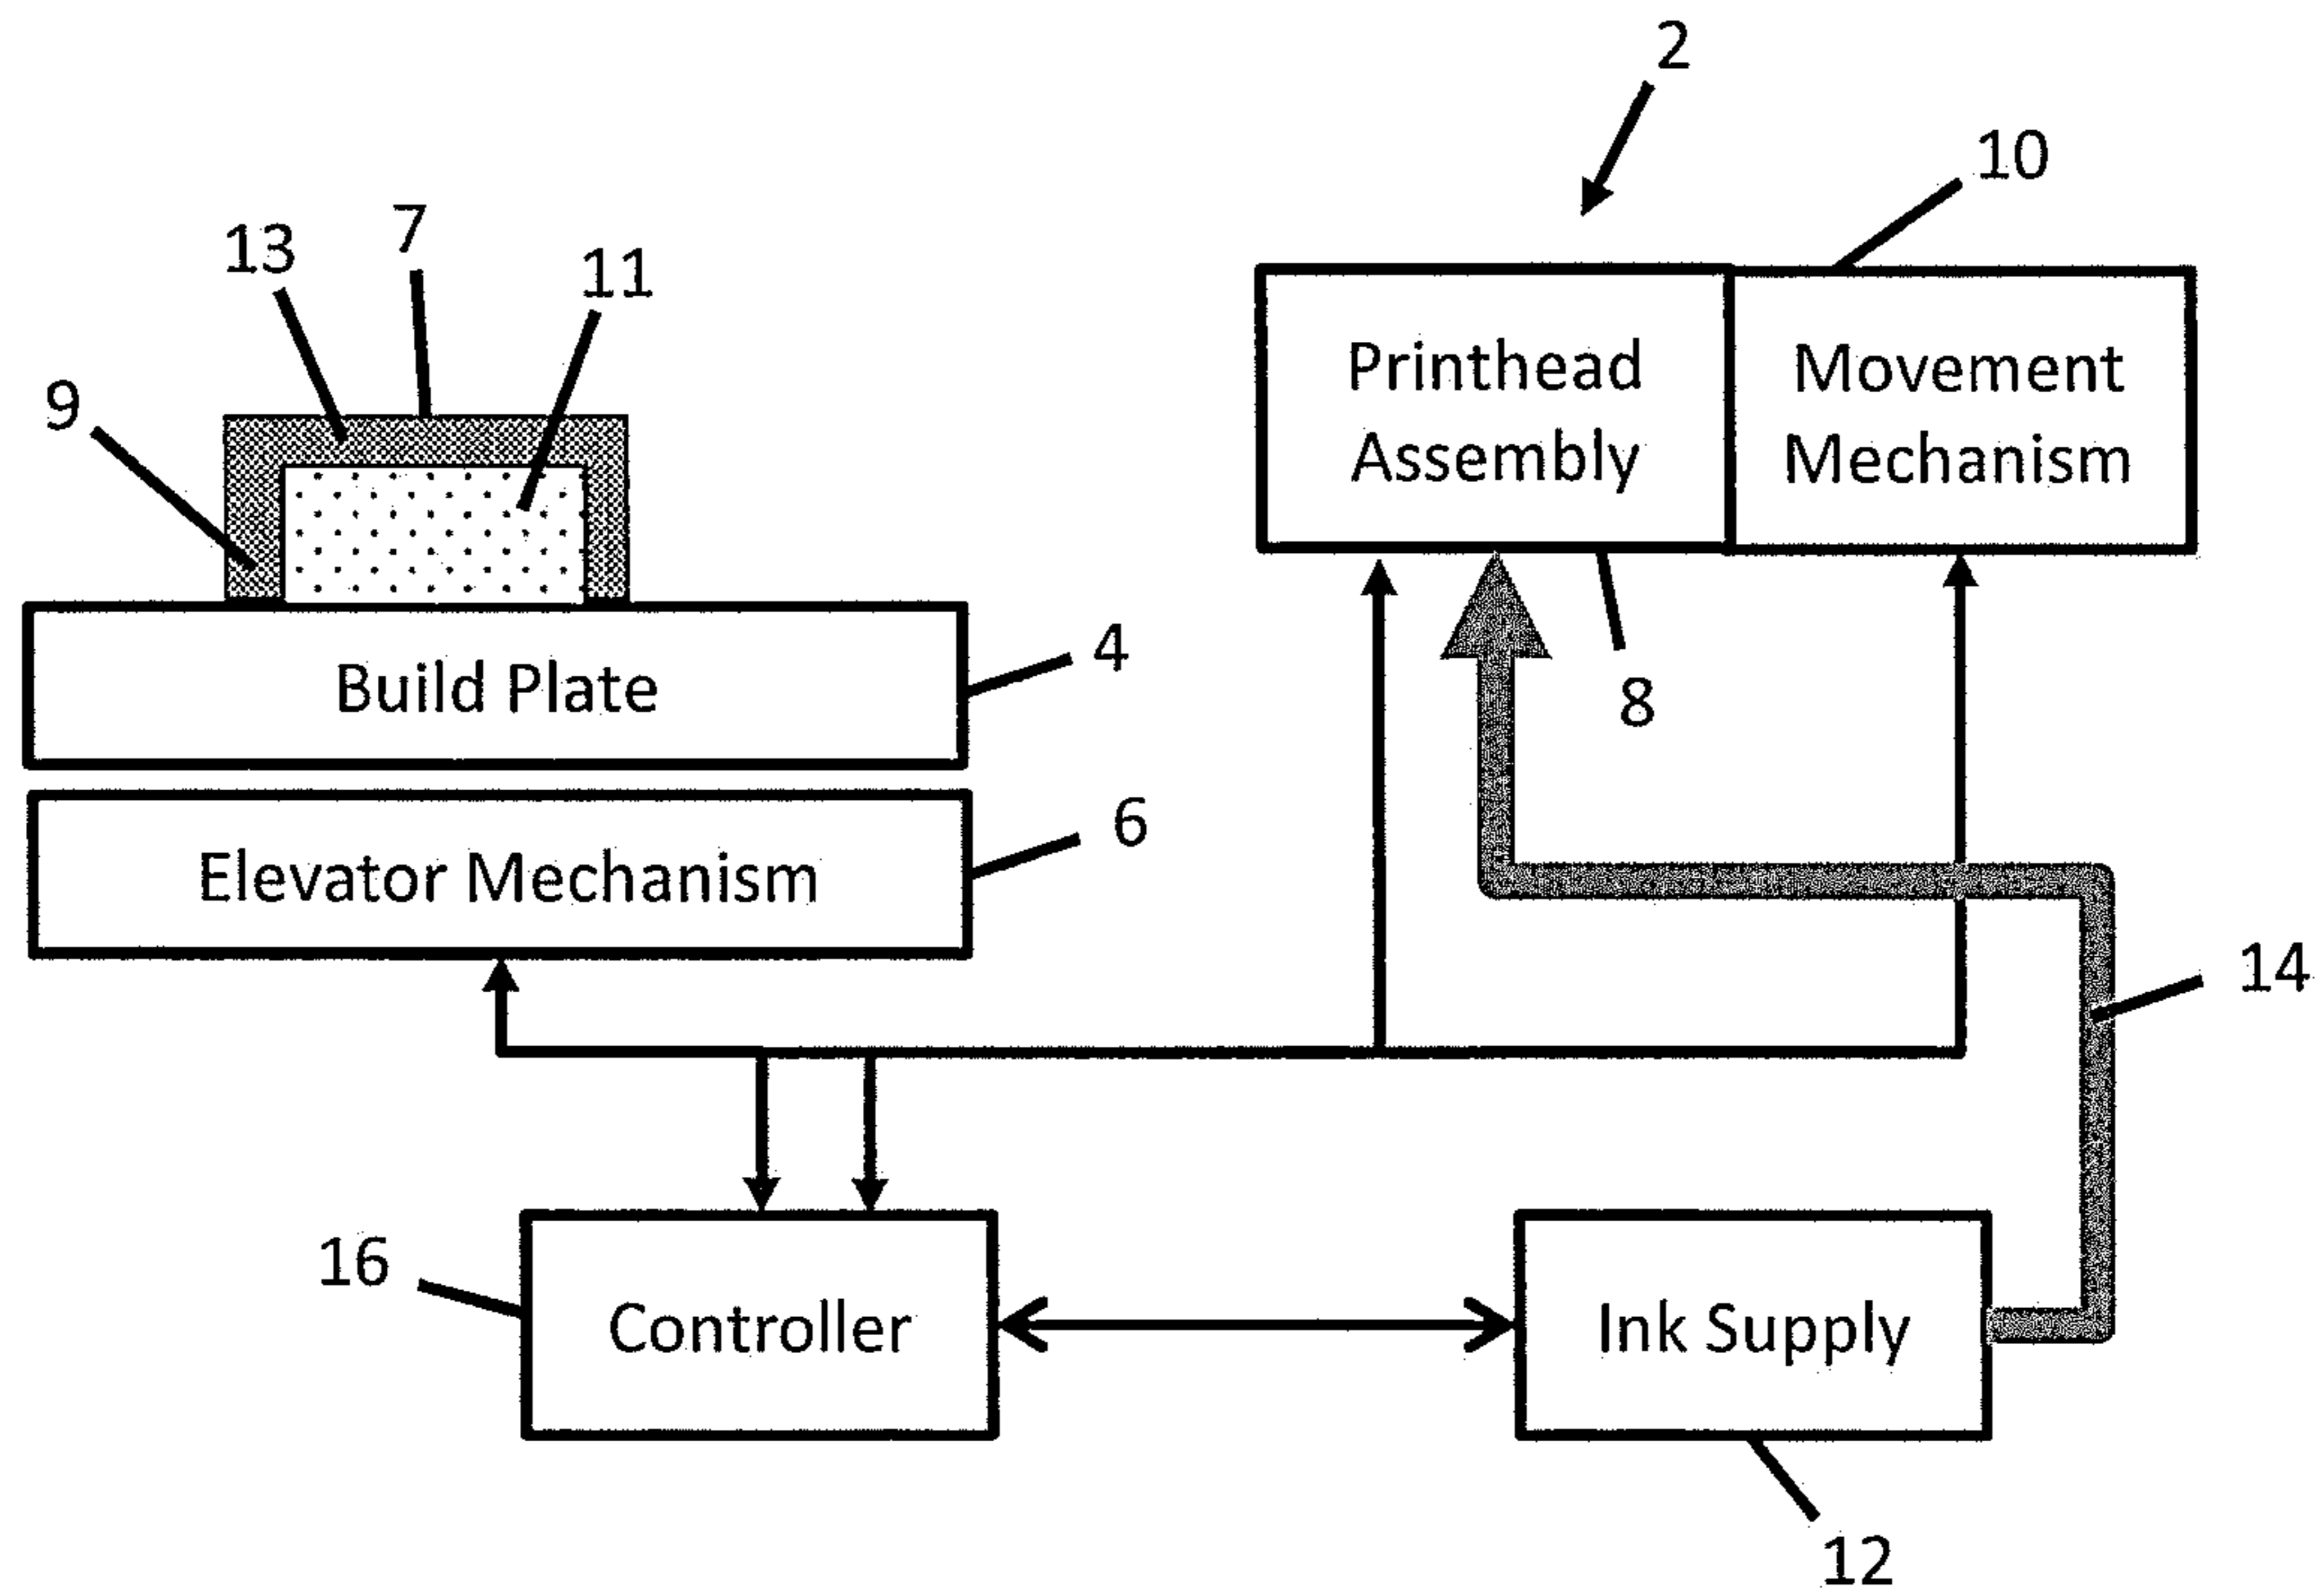 2
10
13
7
11
9
Printhead
Assembly
Movement
Mechanism
4
Build Plate
8
6
Elevator Mechanism
14
16
Controller
Ink Supply
12